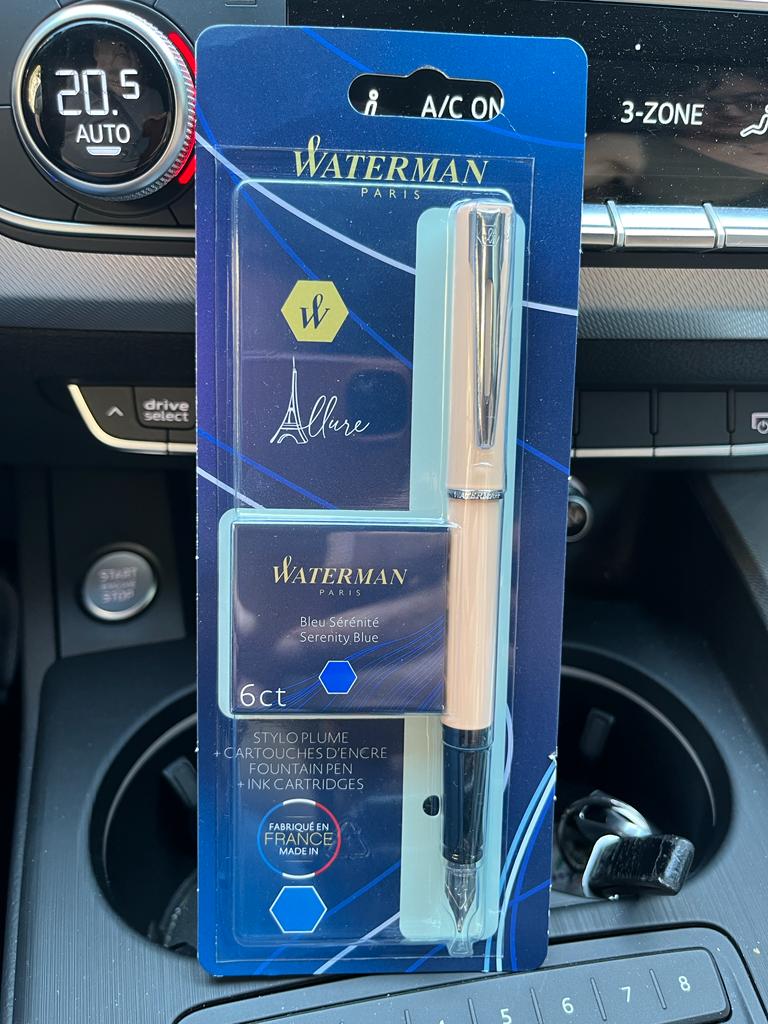 20.5
AUTO
A/C ON
3-ZONE
WATERMAN
PARIS
W
Allure
drive
select
WATERMAN
START
STOP
WATERMAN
PARIS
Bleu Sérénité
Serenity Blue
6ct
STYLO PLUME
+ CARTOUCHES D'ENCRE
FOUNTAIN PEN
+ INK CARTRIDGES
FABRIQUÉ EN
FRANCE
MADE IN
5 6 7 8